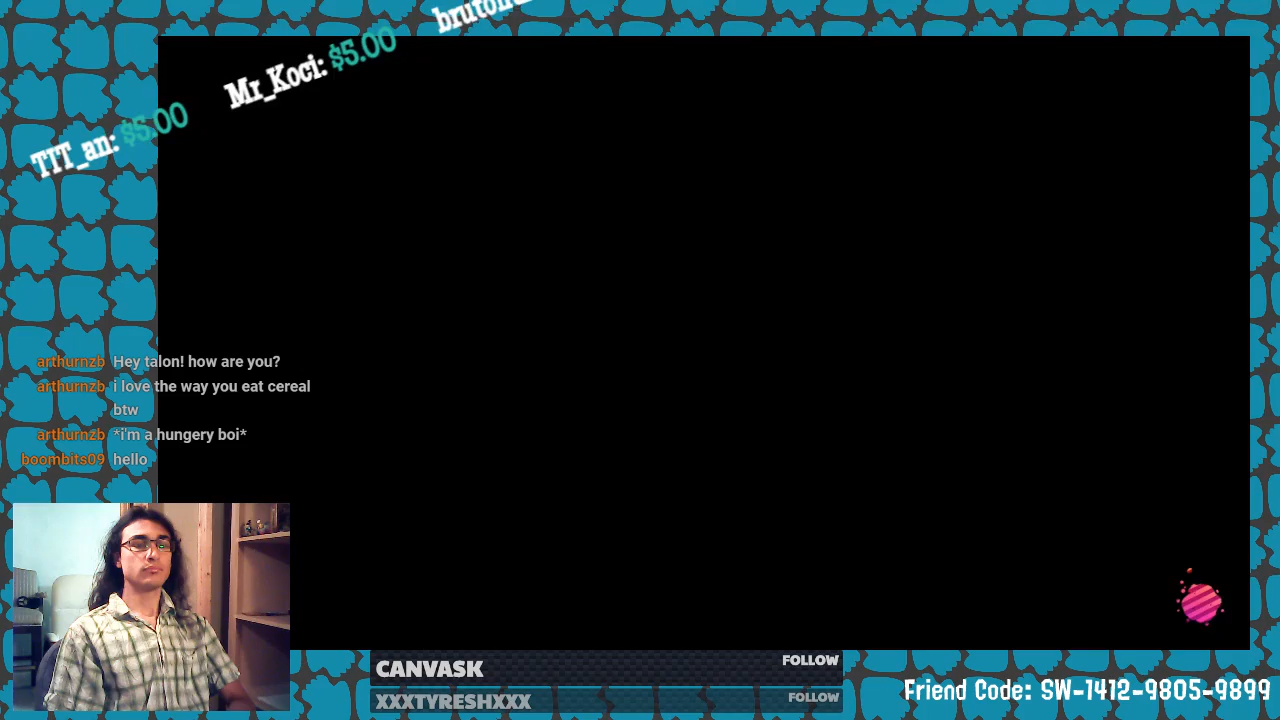 Mr_Koci: $5.00
TTT_an: $5.00
arthurnzb Hey talon! how are you?
arthurnzb i love the way you eat cereal
btw
arthurnzb *i'm a hungery boi*
boombits09 hello
CANVASK FOLLOW
XXXTYRESHXXX FOLLOW
Friend Code: SW-1412-9805-9899